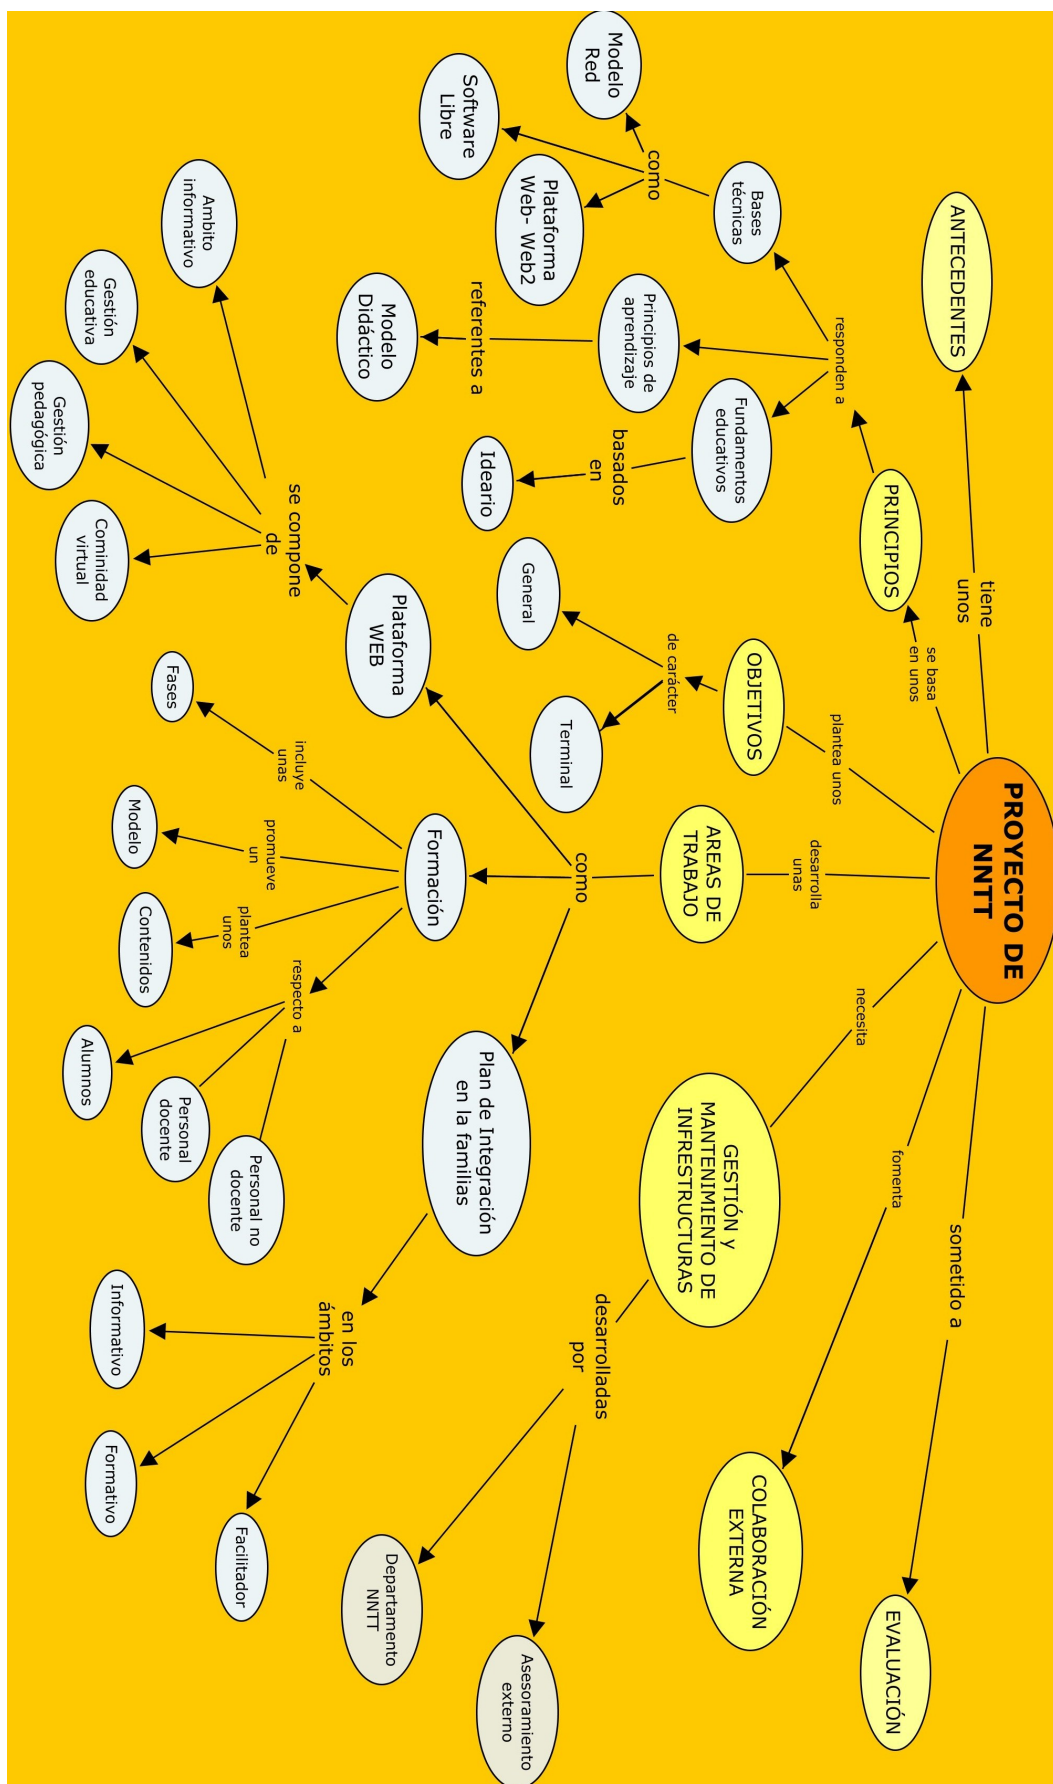 PROYECTO DE
NNTT
tiene
unos
ANTECEDENTES
se basa
en unos
PRINCIPIOS
responden a
Bases
técnicas
como
Modelo
Red
Software
Libre
Plataforma
Web- Web2
Principios de
aprendizaje
referentes a
Modelo
Didáctico
Fundamentos
educativos
basados
en
Ideario
plantea unos
OBJETIVOS
de carácter
General
Terminal
desarrolla
unas
AREAS DE
TRABAJO
como
Plataforma
WEB
se compone
de
Ambito
informativo
Gestión
educativa
Gestión
pedagógica
Cominidad
virtual
Formación
incluye
unas
Fases
promueve
un
Modelo
plantea
unos
Contenidos
respecto a
Alumnos
Personal
docente
Personal no
docente
Plan de Integración
en la familias
en los
ámbitos
Informativo
Formativo
Facilitador
necesita
GESTIÓN y
MANTENIMIENTO DE
INFRESTRUCTURAS
desarrolladas
por
Departamento
NNTT
Asesoramiento
externo
fomenta
COLABORACIÓN
EXTERNA
sometido a
EVALUACIÓN